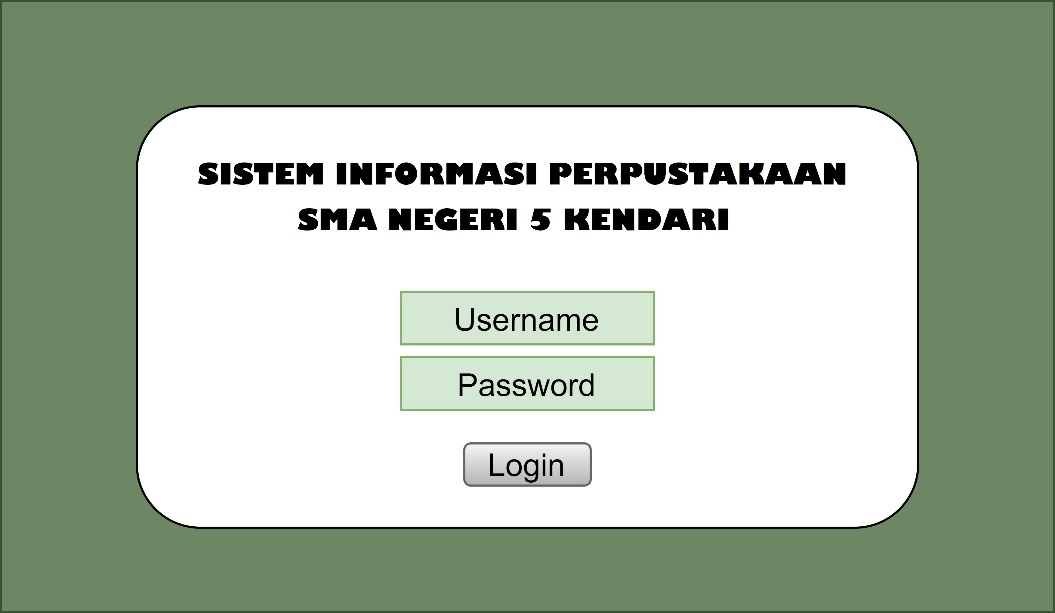 SISTEM INFORMASI PERPUSTAKAAN
SMA NEGERI 5 KENDARI
Username
Password
Login